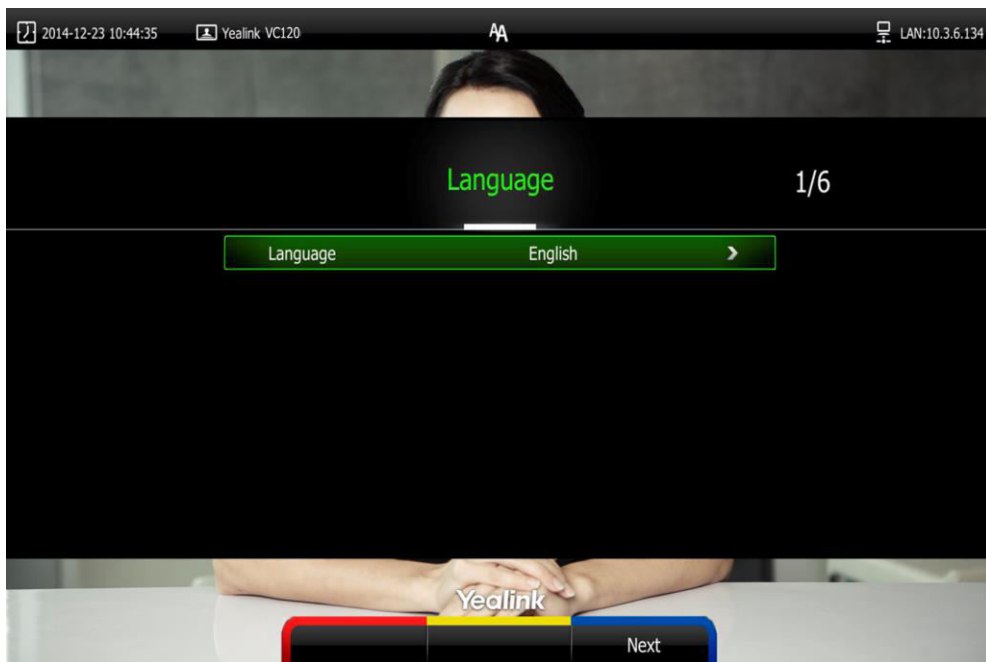 2014-12-23 10:44:35 Yealink VC120 AA LAN:10.3.6.134
Language 1/6
Language English >
Yealink
Next